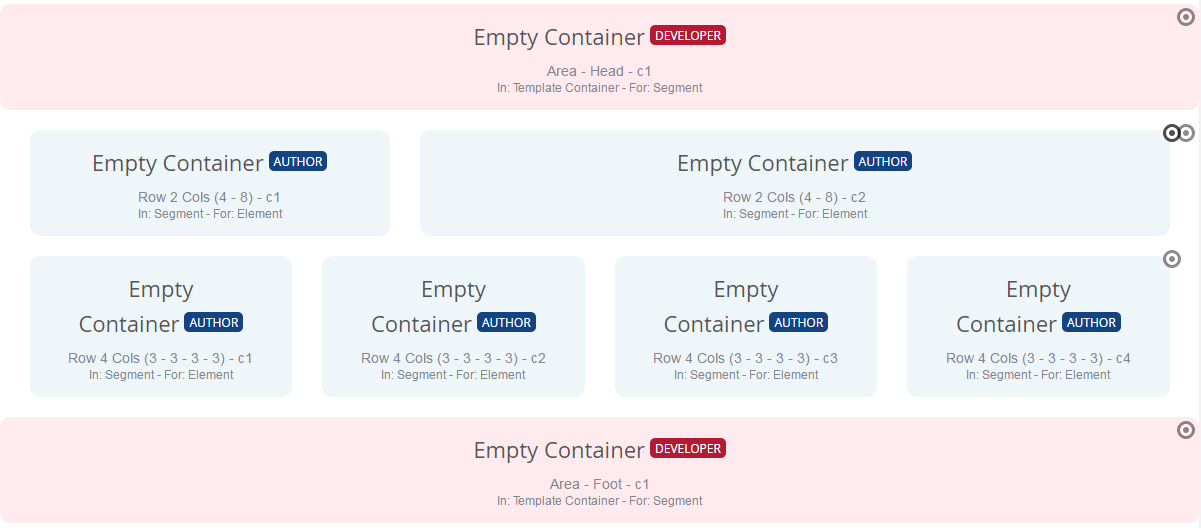 Empty Container DEVELOPER
Area - Head - c1
In: Template Container - For: Segment
Empty Container AUTHOR
Row 2 Cols (4 - 8) - c1
In: Segment - For: Element
Empty Container AUTHOR
Row 2 Cols (4 - 8) - c2
In: Segment - For: Element
Empty
Container AUTHOR
Row 4 Cols (3 - 3 - 3 - 3) - c1
In: Segment - For: Element
Empty
Container AUTHOR
Row 4 Cols (3 - 3 - 3 - 3) - c2
In: Segment - For: Element
Empty
Container AUTHOR
Row 4 Cols (3 - 3 - 3 - 3) - c3
In: Segment - For: Element
Empty
Container AUTHOR
Row 4 Cols (3 - 3 - 3 - 3) - c4
In: Segment - For: Element
Empty Container DEVELOPER
Area - Foot - c1
In: Template Container - For: Segment